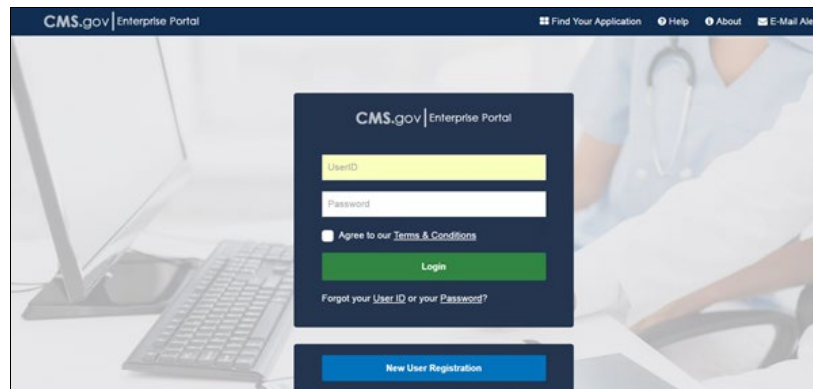 CMS.gov | Enterprise Portal
Find Your Application Help About E-Mail Ale
CMS.gov | Enterprise Portal
UserID
Password
Agree to our Terms & Conditions
Login
Forgot your User ID or your Password?
New User Registration